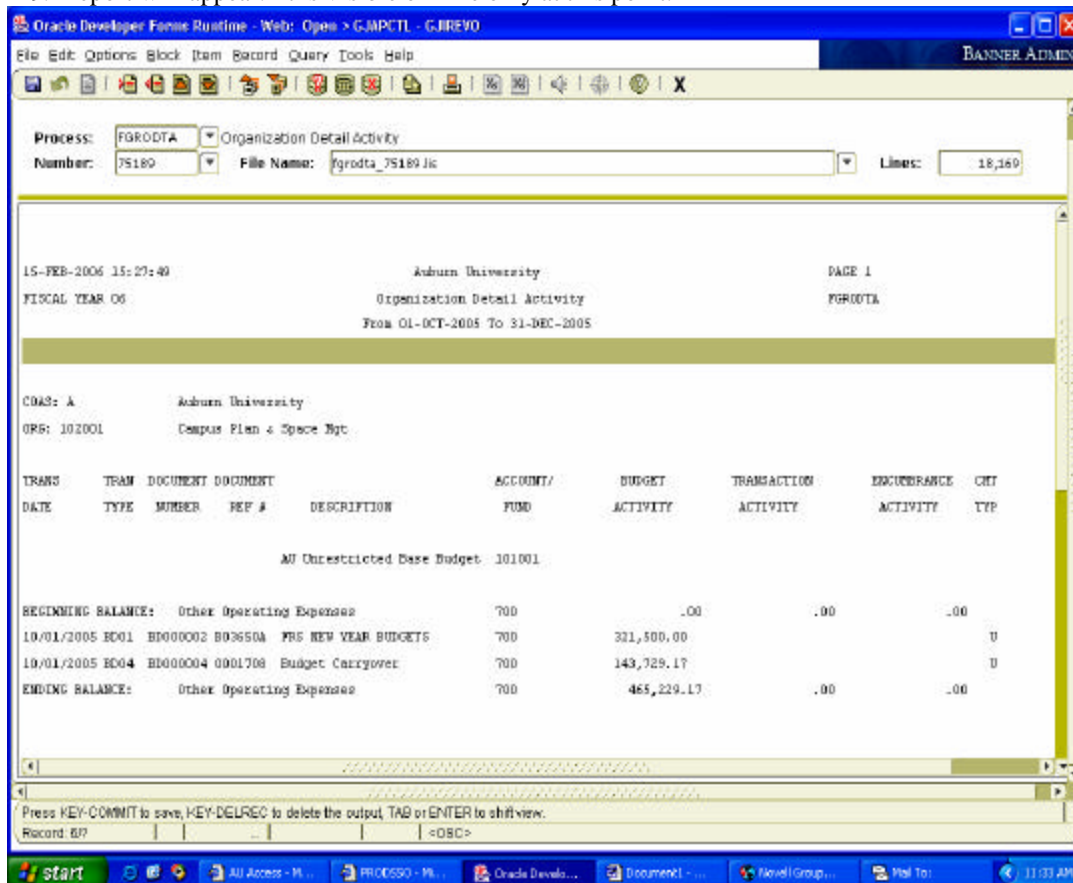 Oracle Developer Forms Runtime - Web: Open > GJAPCTL - GJIREVO
File Edit Options Block Item Record Query Tools Help
BANNER ADMIN
Process: FGRODTA Organization Detail Activity
Number: 75189 File Name: fgrodta_75189.lis Lines: 18,169
15-FEB-2006 15:27:49 Auburn University PAGE 1
FISCAL YEAR 06 Organization Detail Activity FGRODTA
From 01-OCT-2005 To 31-DEC-2005
COAS: A Auburn University
ORG: 102001 Campus Plan & Space Mgt
TRANS TRAN DOCUMENT DOCUMENT ACCOUNT/ BUDGET TRANSACTION ENCUMBRANCE CMT
DATE TYPE NUMBER REF # DESCRIPTION FUND ACTIVITY ACTIVITY ACTIVITY TYP
AU Unrestricted Base Budget 101001
BEGINNING BALANCE: Other Operating Expenses 700 .00 .00 .00
10/01/2005 BD01 BD000002 B03650A FRS NEW YEAR BUDGETS 700 321,500.00 U
10/01/2005 BD04 BD000004 0001708 Budget Carryover 700 143,729.17 U
ENDING BALANCE: Other Operating Expenses 700 465,229.17 .00 .00
Press KEY-COMMIT to save, KEY-DELREC to delete the output, TAB or ENTER to shift view.
Record: 6/? ... <OSC>
start AU Access - M... PRODSSO - Mi... Oracle Develo... Document1 - ... Novell Group... Mail To: 11:33 AM